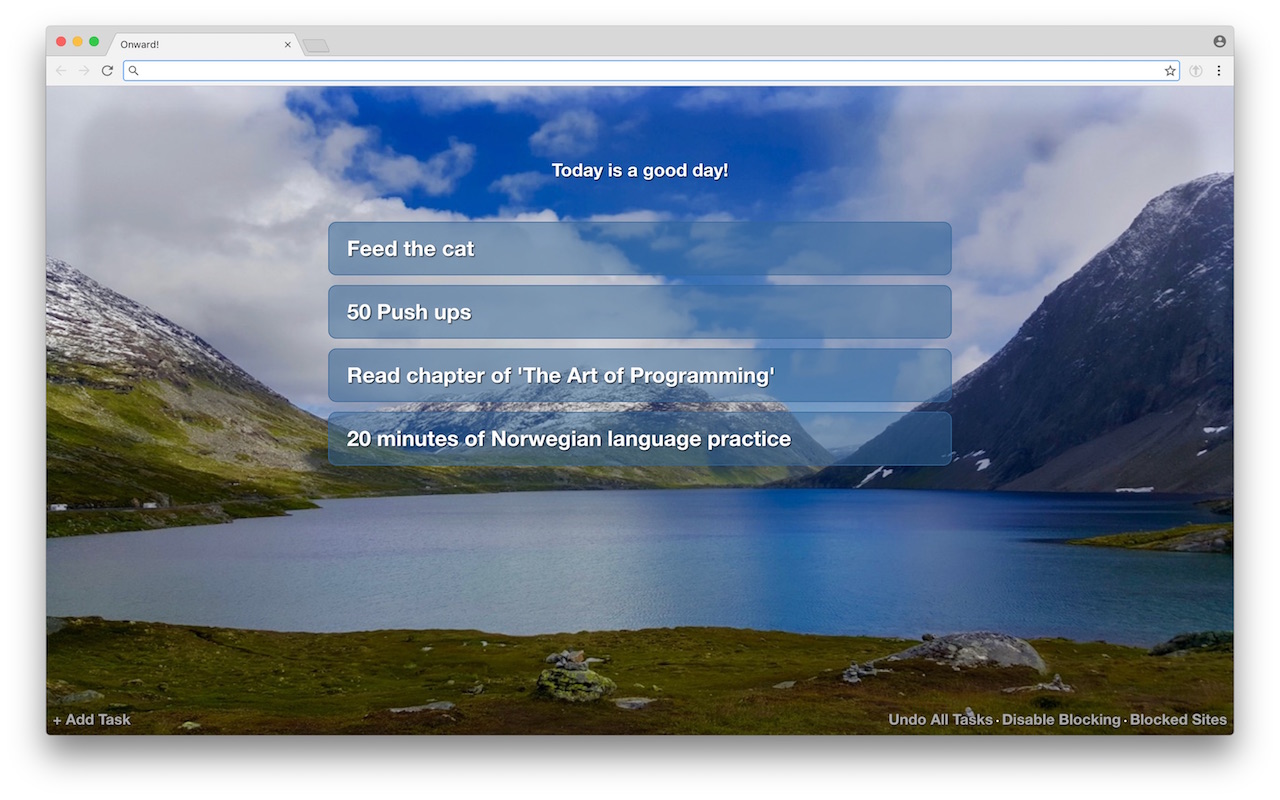 Onward!
Today is a good day!
Feed the cat
50 Push ups
Read chapter of 'The Art of Programming'
20 minutes of Norwegian language practice
+ Add Task
Undo All Tasks · Disable Blocking · Blocked Sites